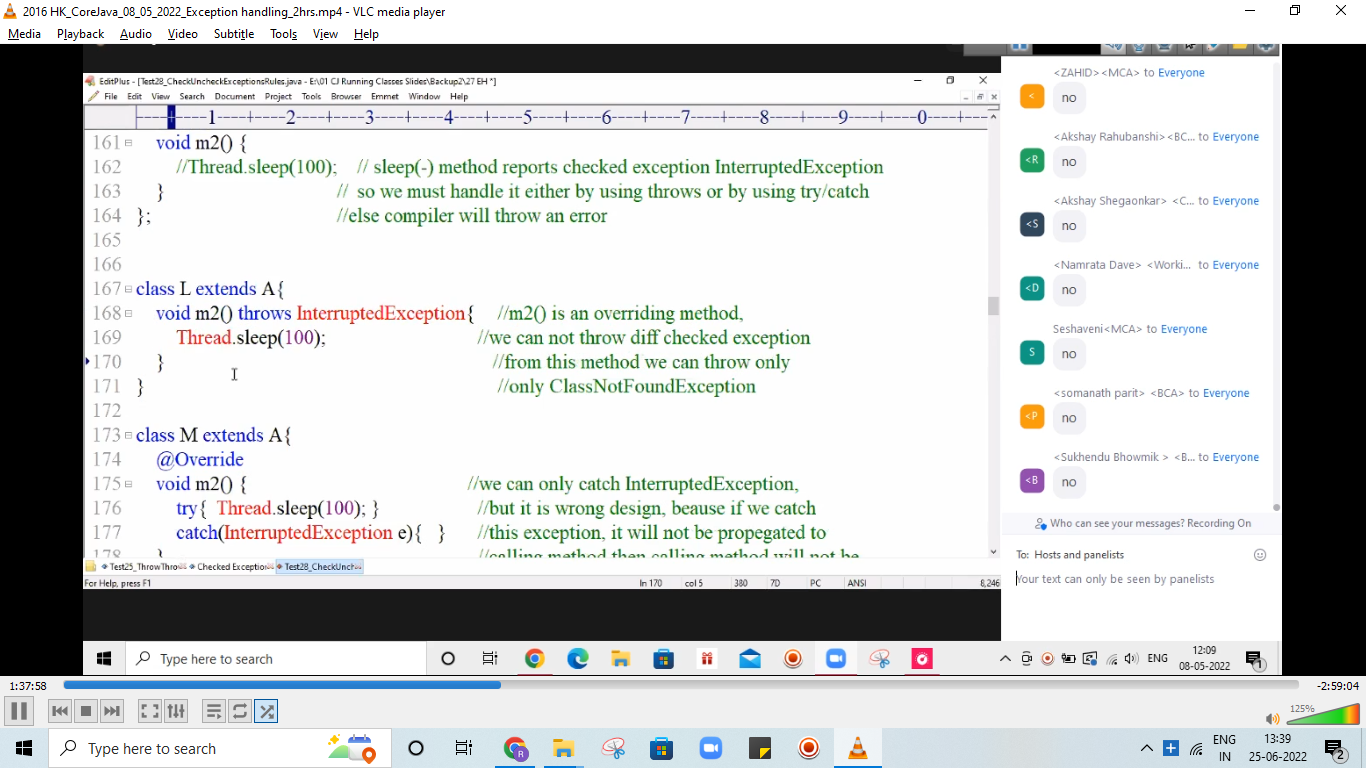 2016 HK_CoreJava_08_05_2022_Exception handling_2hrs.mp4 - VLC media player
Media Playback Audio Video Subtitle Tools View Help
EditPlus - [Test28_CheckUncheckExceptionsRules.java - E:\01 CJ Running Classes Slides\Backup2\27 EH *]
File Edit View Search Document Project Tools Browser Emmet Window Help
----+----1----+----2----+----3----+----4----+----5----+----6----+----7----+----8----+----9----+----0----+---
161 void m2() {
162 //Thread.sleep(100); // sleep(-) method reports checked exception InterruptedException
163 } // so we must handle it either by using throws or by using try/catch
164 }; //else compiler will throw an error
165
166
167 class L extends A{
168 void m2() throws InterruptedException{ //m2() is an overriding method,
169 Thread.sleep(100); //we can not throw diff checked exception
170 } //from this method we can throw only
171 } //only ClassNotFoundException
172
173 class M extends A{
174 @Override
175 void m2() { //we can only catch InterruptedException,
176 try{ Thread.sleep(100); } //but it is wrong design, beause if we catch
177 catch(InterruptedException e){ } //this exception, it will not be propegated to
178 } //calling method then calling method will not be
Test25_ThrowThro Checked Exception Test28_CheckUnch
For Help, press F1 ln 170 col 5 380 7D PC ANSI 8,246
<ZAHID><MCA> to Everyone
< no
<Akshay Rahubanshi><BC... to Everyone
<R no
<Akshay Shegaonkar> <C... to Everyone
<S no
<Namrata Dave> <Worki... to Everyone
<D no
Seshaveni<MCA> to Everyone
S no
<somanath parit> <BCA> to Everyone
<P no
<Sukhendu Bhowmik > <B... to Everyone
<B no
Who can see your messages? Recording On
To: Hosts and panelists
Your text can only be seen by panelists
Type here to search
ENG
12:09
08-05-2022
1
1:37:58
-2:59:04
125%
Type here to search
R
ENG
IN
13:39
25-06-2022
2